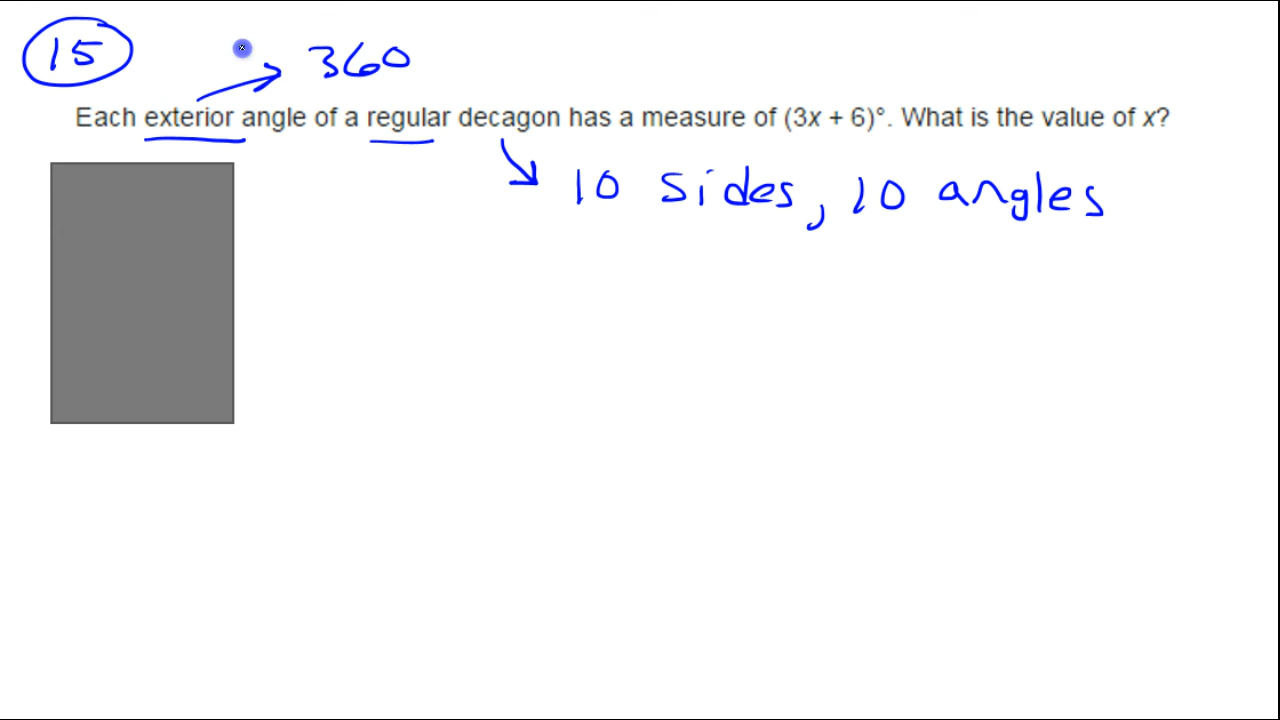 15
360
Each exterior angle of a regular decagon has a measure of (3x + 6)°. What is the value of x?
10 sides, 10 angles